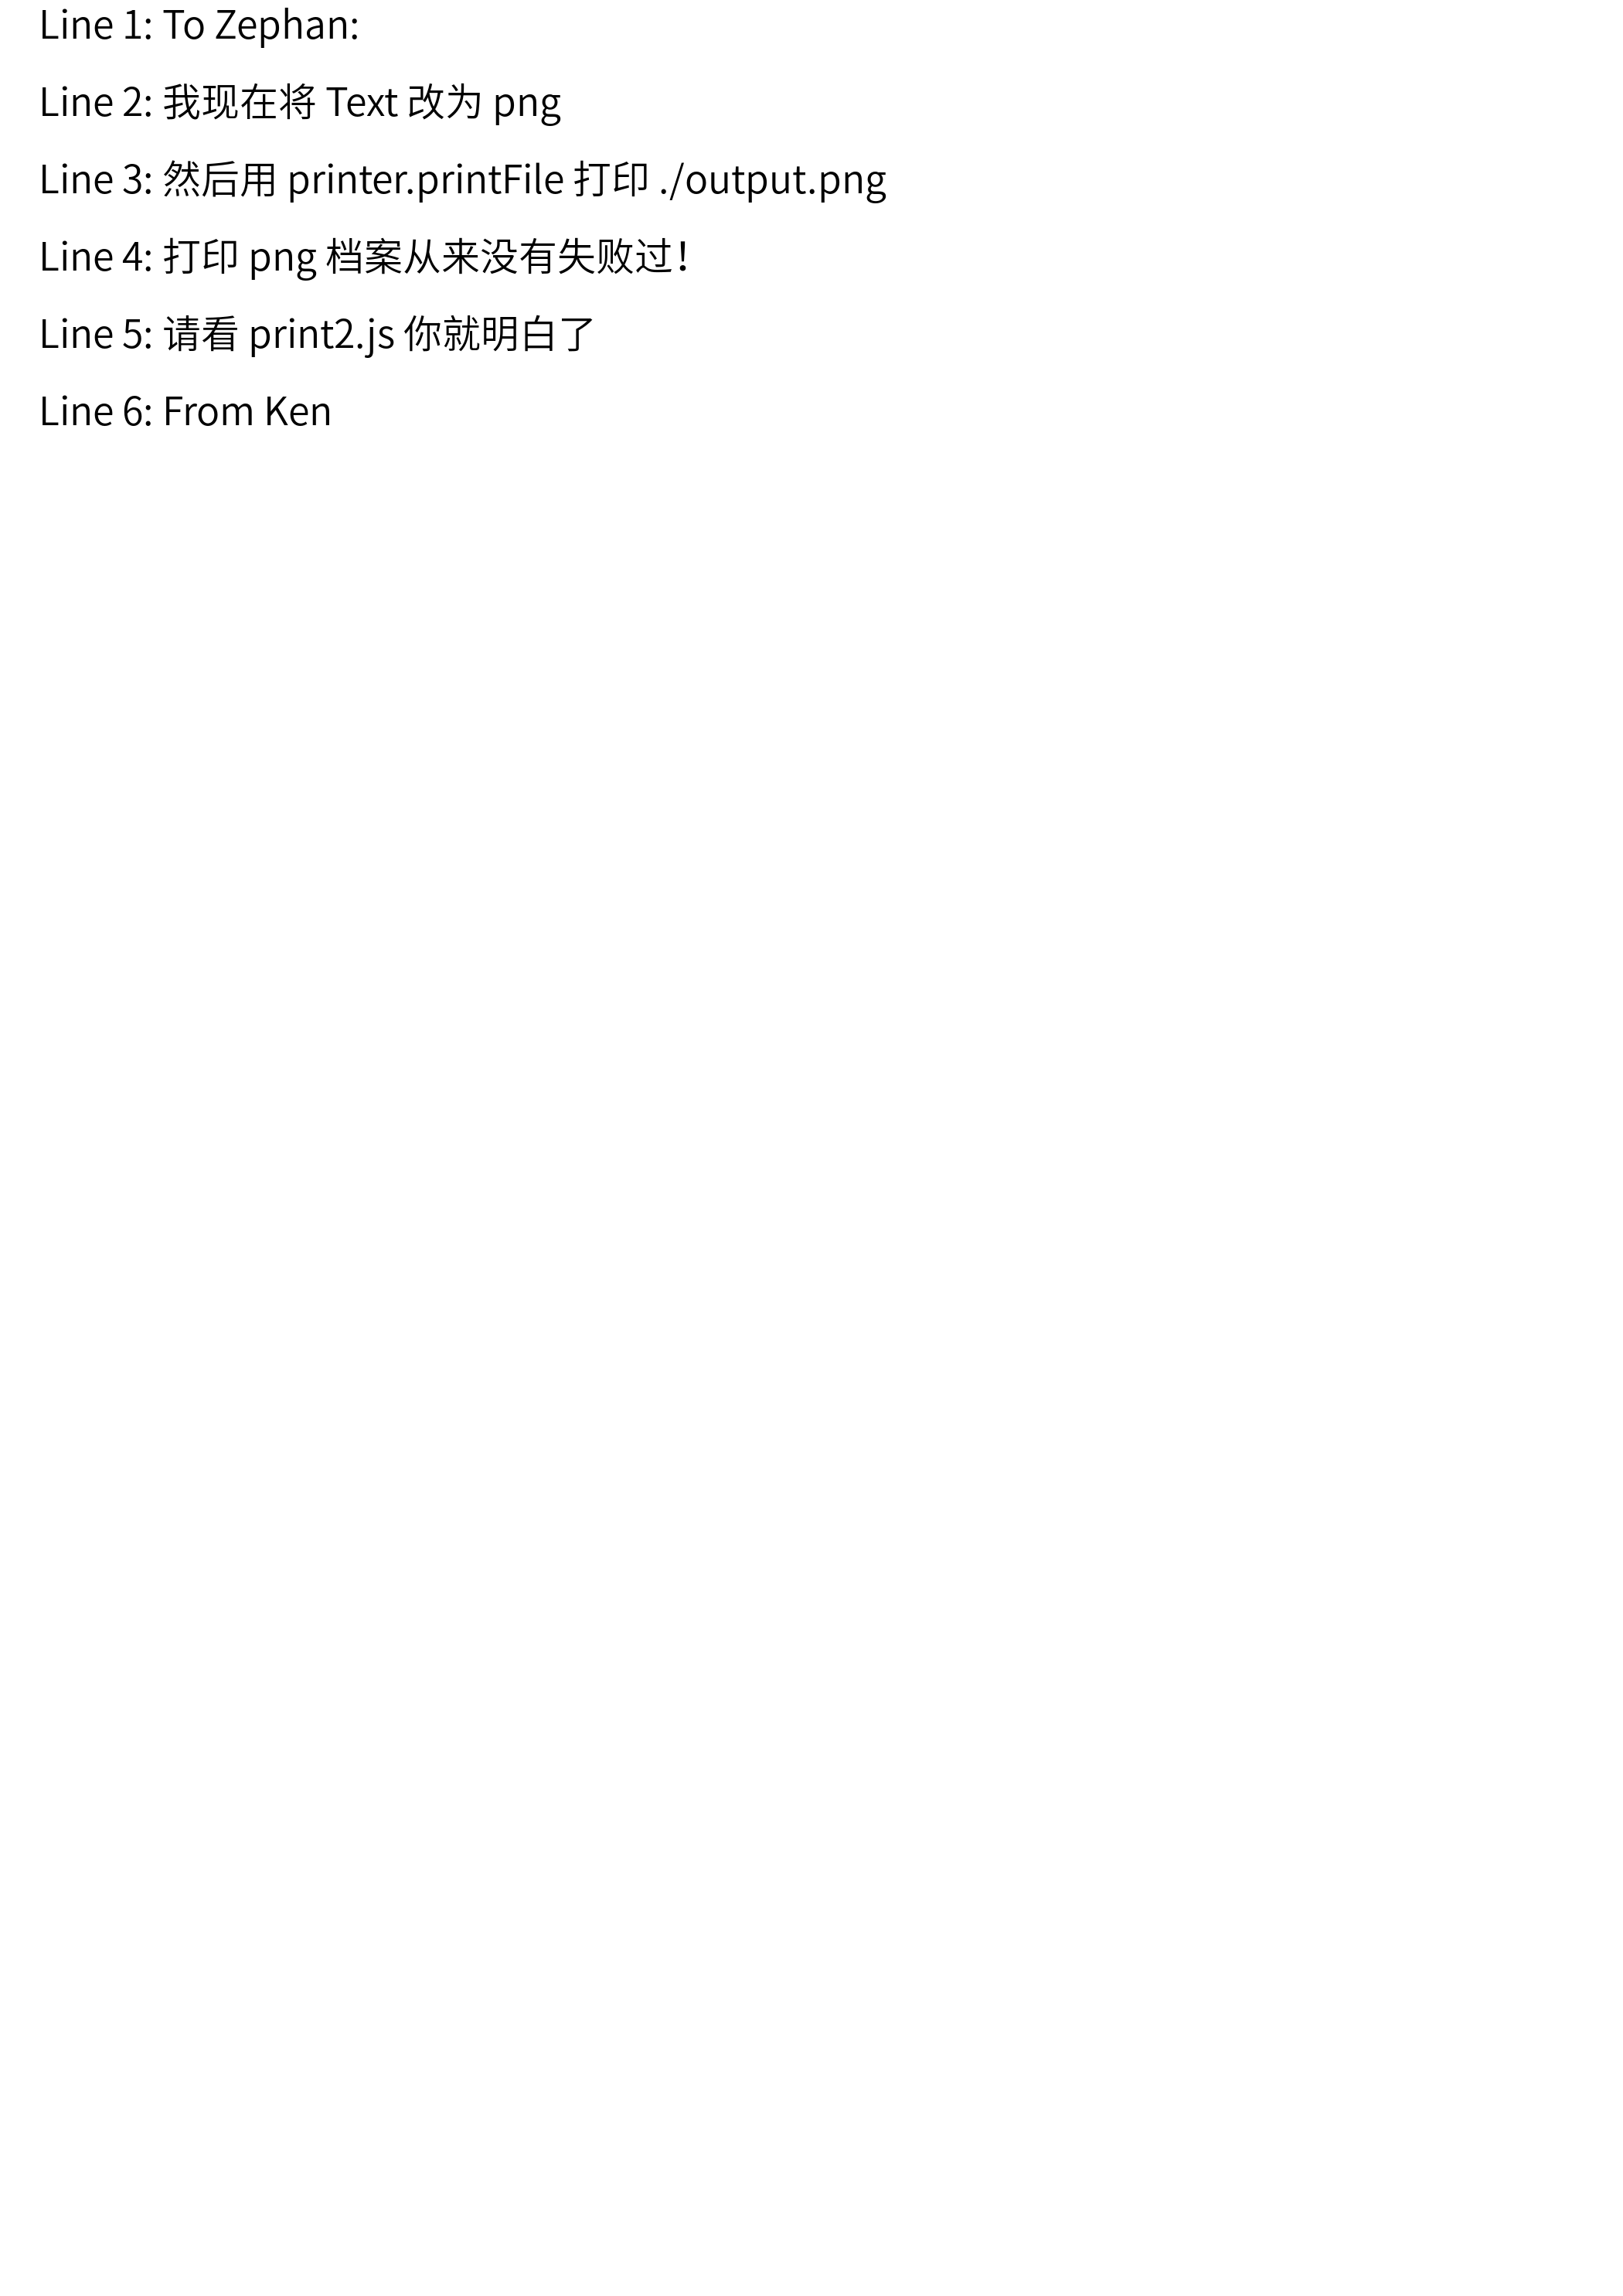 Line 1: To Zephan:
Line 2: 我现在将 Text 改为 png
Line 3: 然后用 printer.printFile 打印 ./output.png
Line 4: 打印 png 档案从来没有失败过！
Line 5: 请看 print2.js 你就明白了
Line 6: From Ken